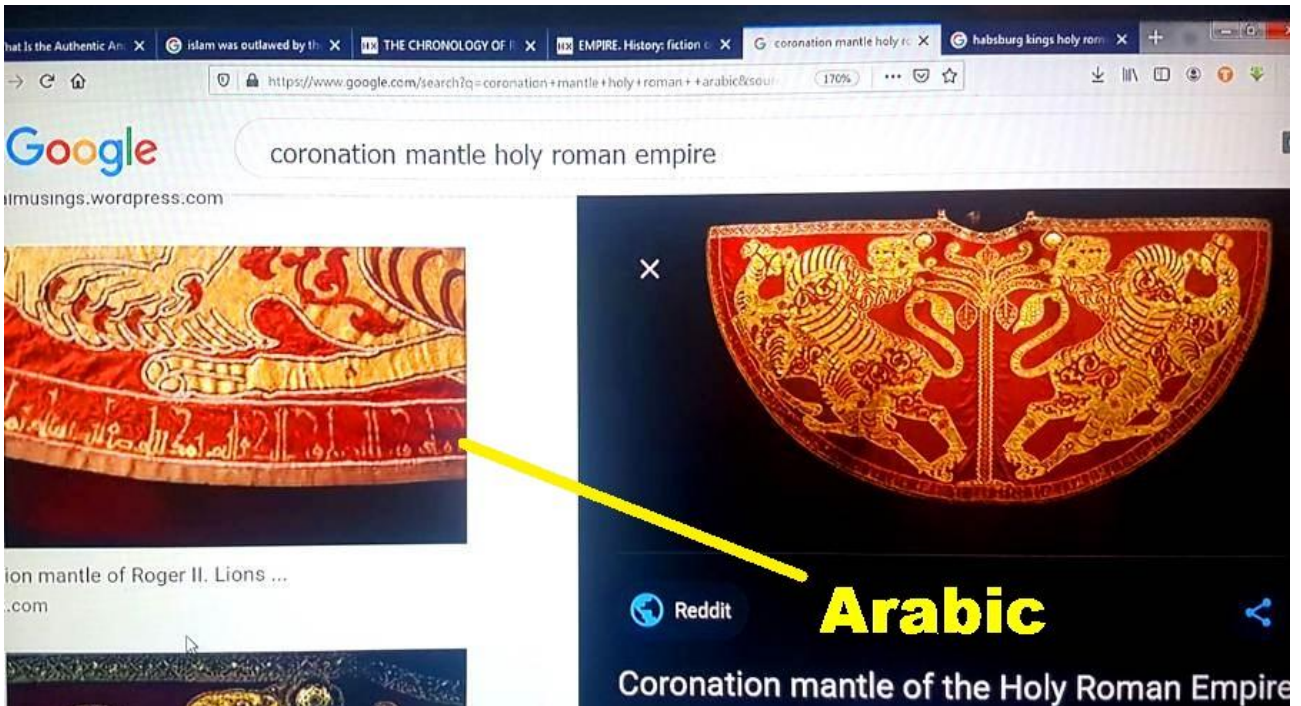 hat Is the Authentic An
islam was outlawed by th
HX THE CHRONOLOGY OF
HX EMPIRE. History: fiction
G coronation mantle holy ro
habsburg kings holy rom
https://www.google.com/search?q=coronation+mantle+holy+roman++arabic&sour
170%
Google
coronation mantle holy roman empire
musings.wordpress.com
ion mantle of Roger II. Lions ...
.com
Reddit
Arabic
Coronation mantle of the Holy Roman Empire